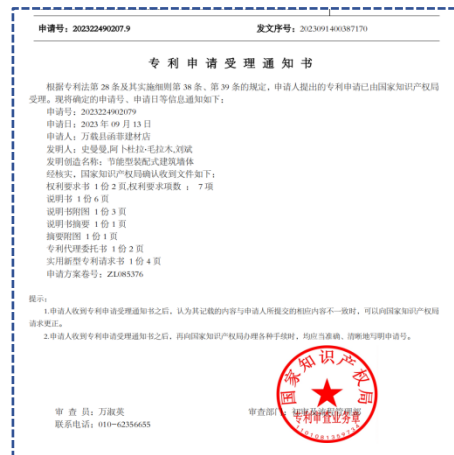 申请号：202322490207.9 发文序号：2023091400387170
专利申请受理通知书
根据专利法第 28 条及其实施细则第 38 条、第 39 条的规定，申请人提出的专利申请已由国家知识产权局
受理。现将确定的申请号、申请日等信息通知如下：
申请号：2023224902079
申请日：2023 年 09 月 13 日
申请人：万载县函菲建材店
发明人：史曼曼,阿卜杜拉·毛拉木,刘斌
发明创造名称：节能型装配式建筑墙体
经核实，国家知识产权局确认收到文件如下：
权利要求书 1 份 2 页,权利要求项数 ： 7 项
说明书 1 份 6 页
说明书附图 1 份 3 页
说明书摘要 1 份 1 页
摘要附图 1 份 1 页
专利代理委托书 1 份 2 页
实用新型专利请求书 1 份 4 页
申请方案卷号：ZL085376
提示：
1.申请人收到专利申请受理通知书之后，认为其记载的内容与申请人所提交的相应内容不一致时，可以向国家知识产权局
请求更正。
2.申请人收到专利申请受理通知书之后，再向国家知识产权局办理各种手续时，均应当准确、清晰地写明申请号。
国家知识产权局
专利审查业务章
审 查 员：万淑英 审查部门：初审及流程管理部
联系电话：010-62356655